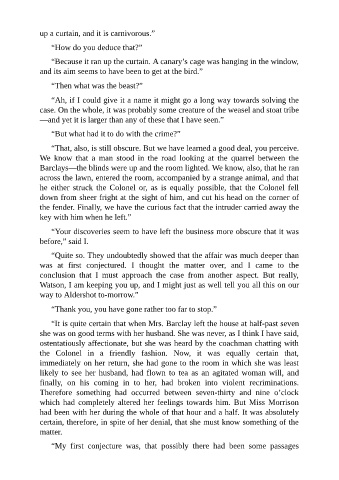 up a curtain, and it is carnivorous.”
“How do you deduce that?”
“Because it ran up the curtain. A canary’s cage was hanging in the window,
and its aim seems to have been to get at the bird.”
“Then what was the beast?”
“Ah, if I could give it a name it might go a long way towards solving the
case. On the whole, it was probably some creature of the weasel and stoat tribe
—and yet it is larger than any of these that I have seen.”
“But what had it to do with the crime?”
“That, also, is still obscure. But we have learned a good deal, you perceive.
We know that a man stood in the road looking at the quarrel between the
Barclays—the blinds were up and the room lighted. We know, also, that he ran
across the lawn, entered the room, accompanied by a strange animal, and that
he either struck the Colonel or, as is equally possible, that the Colonel fell
down from sheer fright at the sight of him, and cut his head on the corner of
the fender. Finally, we have the curious fact that the intruder carried away the
key with him when he left.”
“Your discoveries seem to have left the business more obscure that it was
before,” said I.
“Quite so. They undoubtedly showed that the affair was much deeper than
was at first conjectured. I thought the matter over, and I came to the
conclusion that I must approach the case from another aspect. But really,
Watson, I am keeping you up, and I might just as well tell you all this on our
way to Aldershot to-morrow.”
“Thank you, you have gone rather too far to stop.”
“It is quite certain that when Mrs. Barclay left the house at half-past seven
she was on good terms with her husband. She was never, as I think I have said,
ostentatiously affectionate, but she was heard by the coachman chatting with
the Colonel in a friendly fashion. Now, it was equally certain that,
immediately on her return, she had gone to the room in which she was least
likely to see her husband, had flown to tea as an agitated woman will, and
finally, on his coming in to her, had broken into violent recriminations.
Therefore something had occurred between seven-thirty and nine o’clock
which had completely altered her feelings towards him. But Miss Morrison
had been with her during the whole of that hour and a half. It was absolutely
certain, therefore, in spite of her denial, that she must know something of the
matter.
“My first conjecture was, that possibly there had been some passages